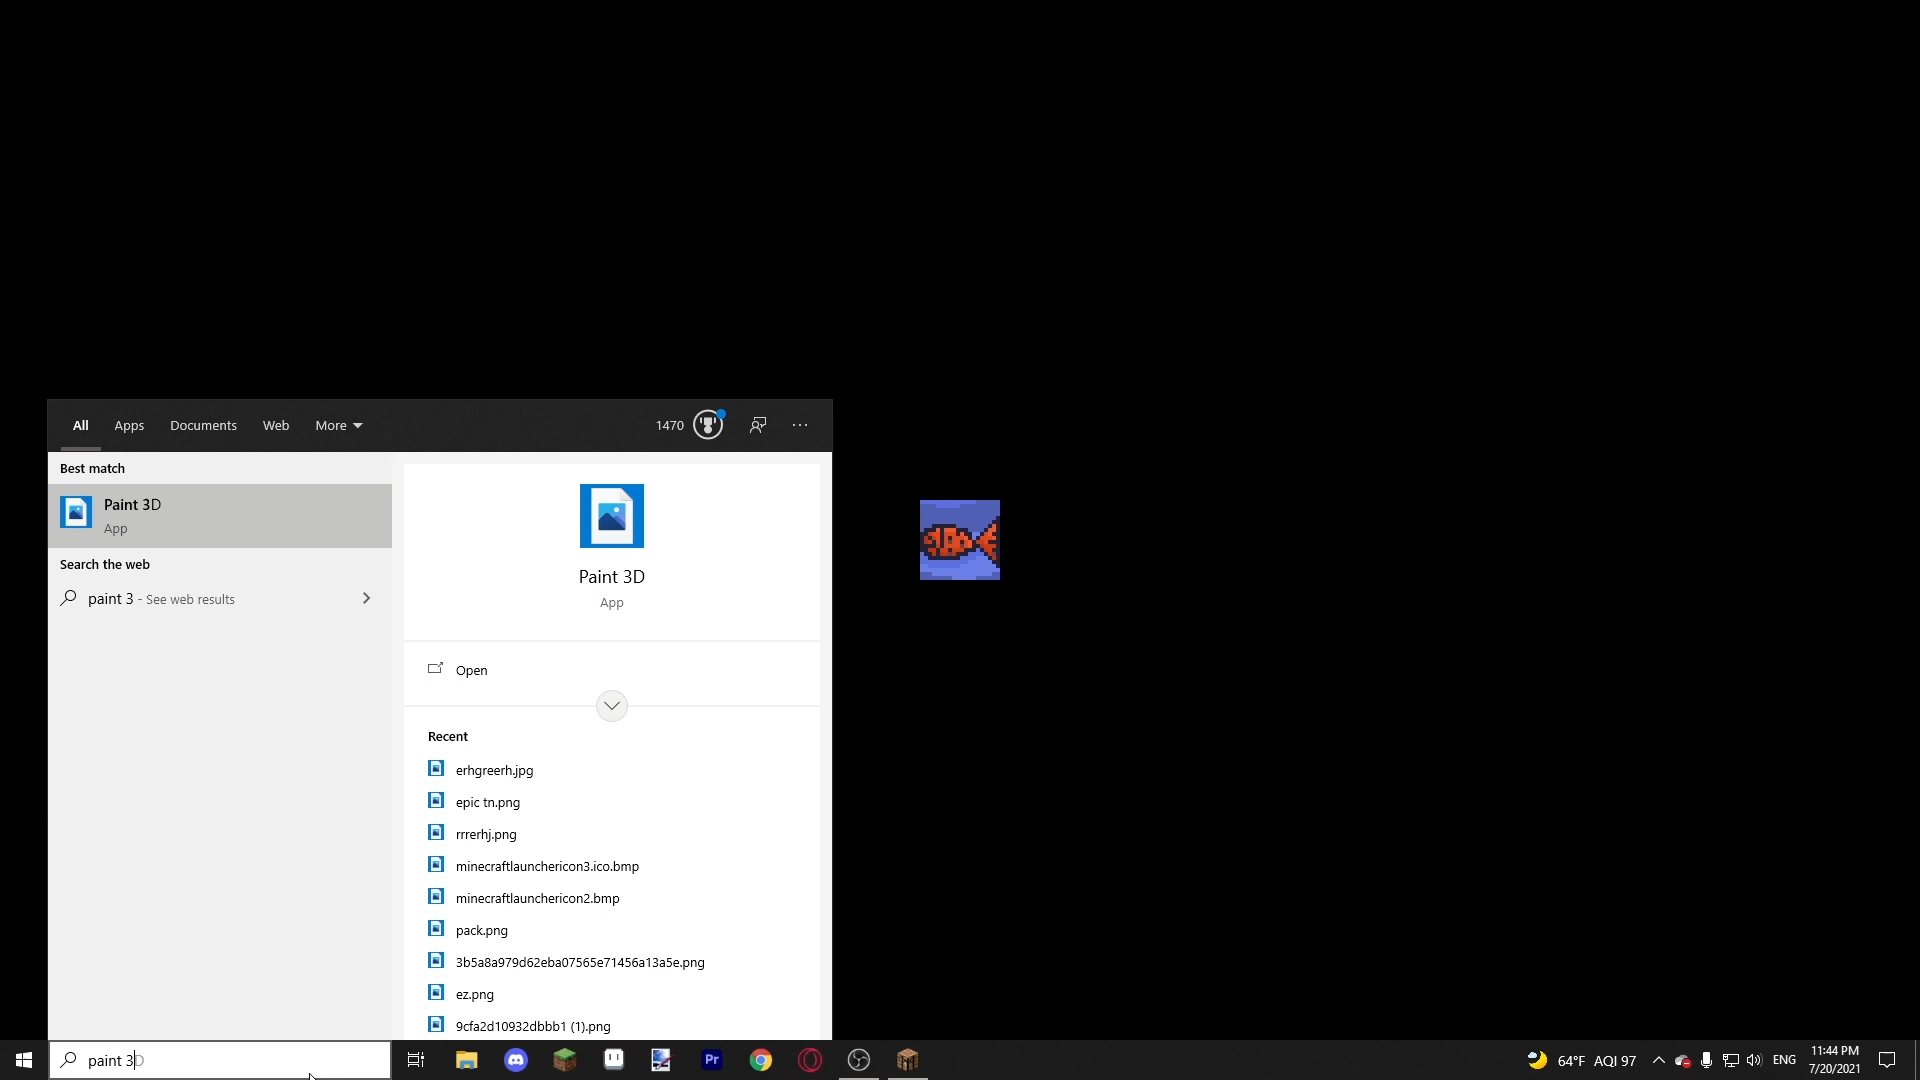 All Apps Documents Web More 1470
Best match
Paint 3D
App
Search the web
paint 3 - See web results
Paint 3D
App
Open
Recent
erhgreerh.jpg
epic tn.png
rrrerhj.png
minecraftlaunchericon3.ico.bmp
minecraftlaunchericon2.bmp
pack.png
3b5a8a979d62eba07565e71456a13a5e.png
ez.png
9cfa2d10932dbbb1 (1).png
paint 3D
Pr
64°F AQI 97
ENG
11:44 PM
7/20/2021